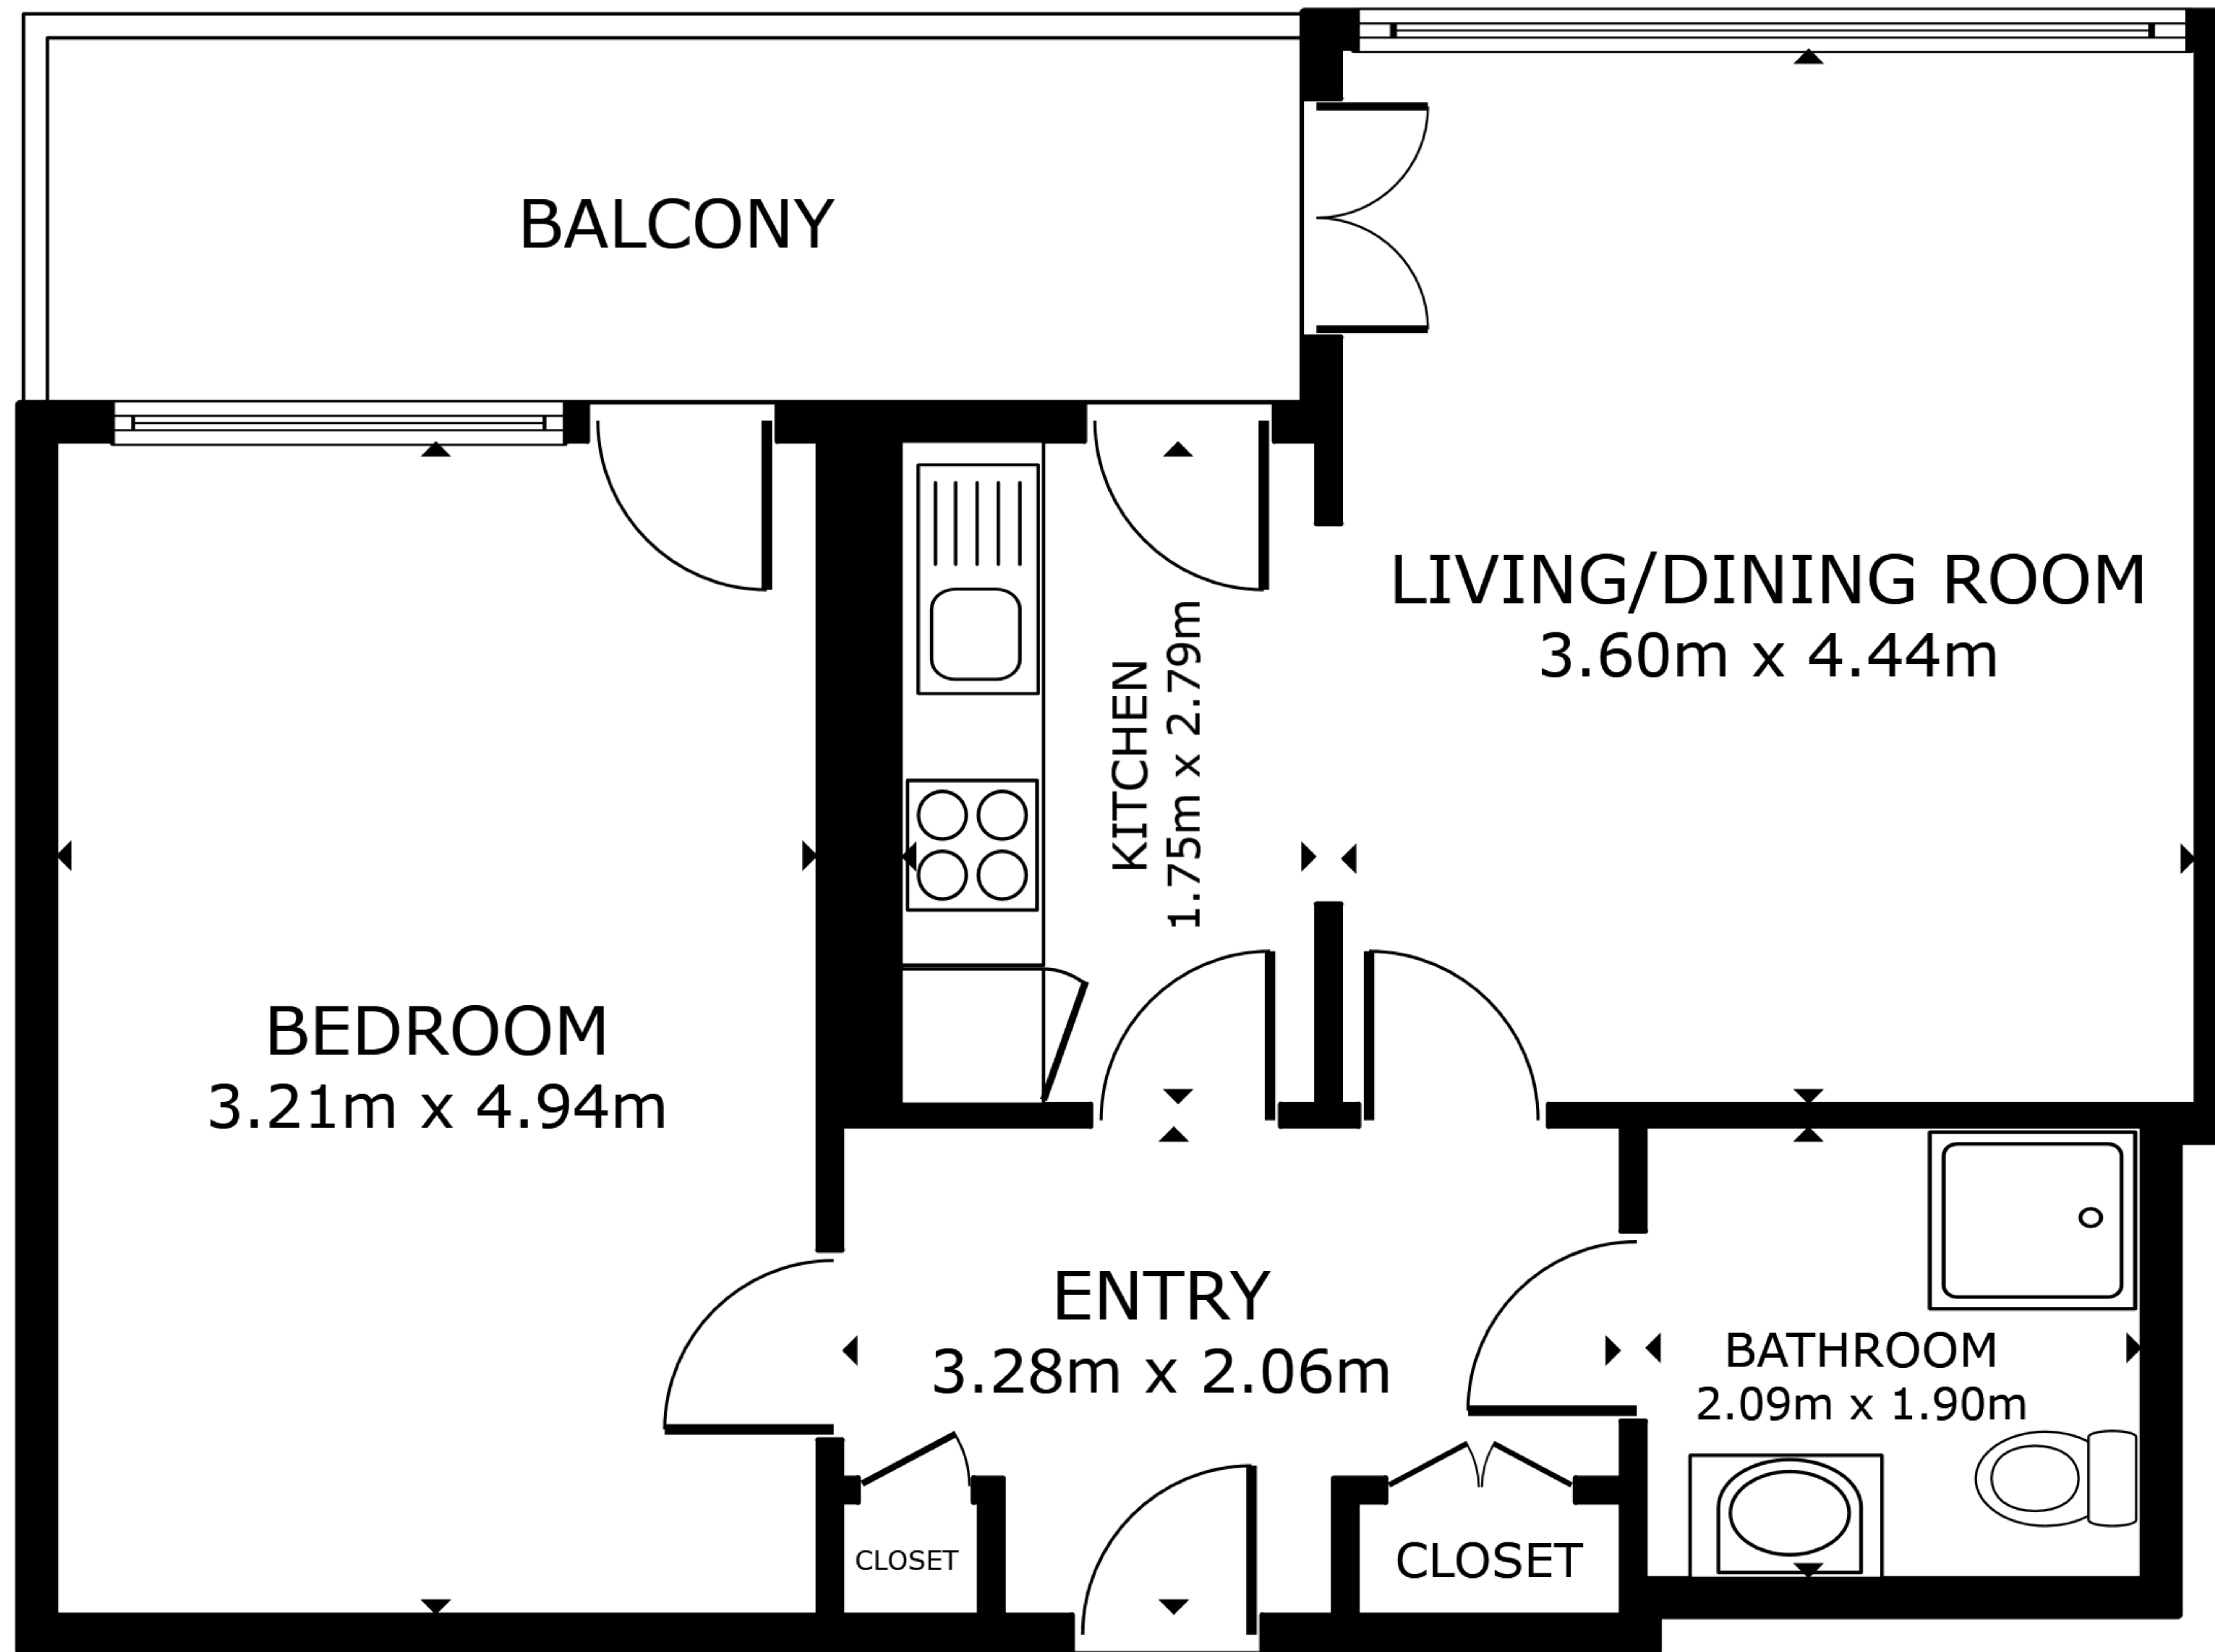 BALCONY
LIVING/DINING ROOM
3.60m x 4.44m
KITCHEN
1.75m x 2.79m
BEDROOM
3.21m x 4.94m
ENTRY
3.28m x 2.06m
BATHROOM
2.09m x 1.90m
CLOSET
CLOSET